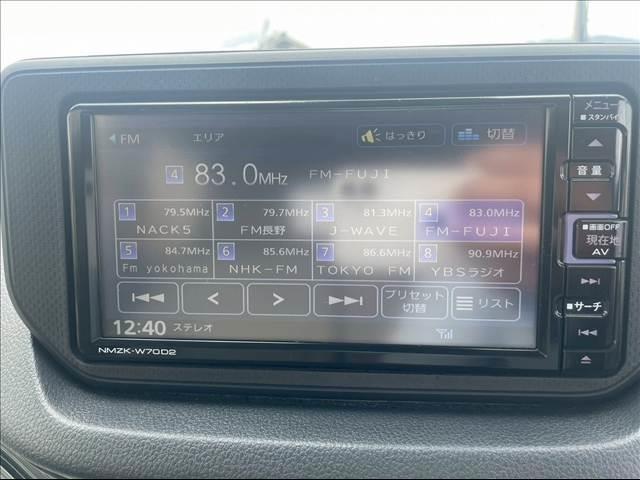 メニュー
■スタンバイ
FM エリア はっきり 切替
4 83.0MHz FM-FUJI
音量
1 79.5MHz 2 79.7MHz 3 81.3MHz 4 83.0MHz
NACK5 FM長野 J-WAVE FM-FUJI
■画面OFF
現在地
AV
5 84.7MHz 6 85.6MHz 7 86.6MHz 8 90.9MHz
Fm yokohama NHK-FM TOKYO FM YBSラジオ
プリセット切替 リスト
■サーチ
12:40 ステレオ
NMZK-W70D2